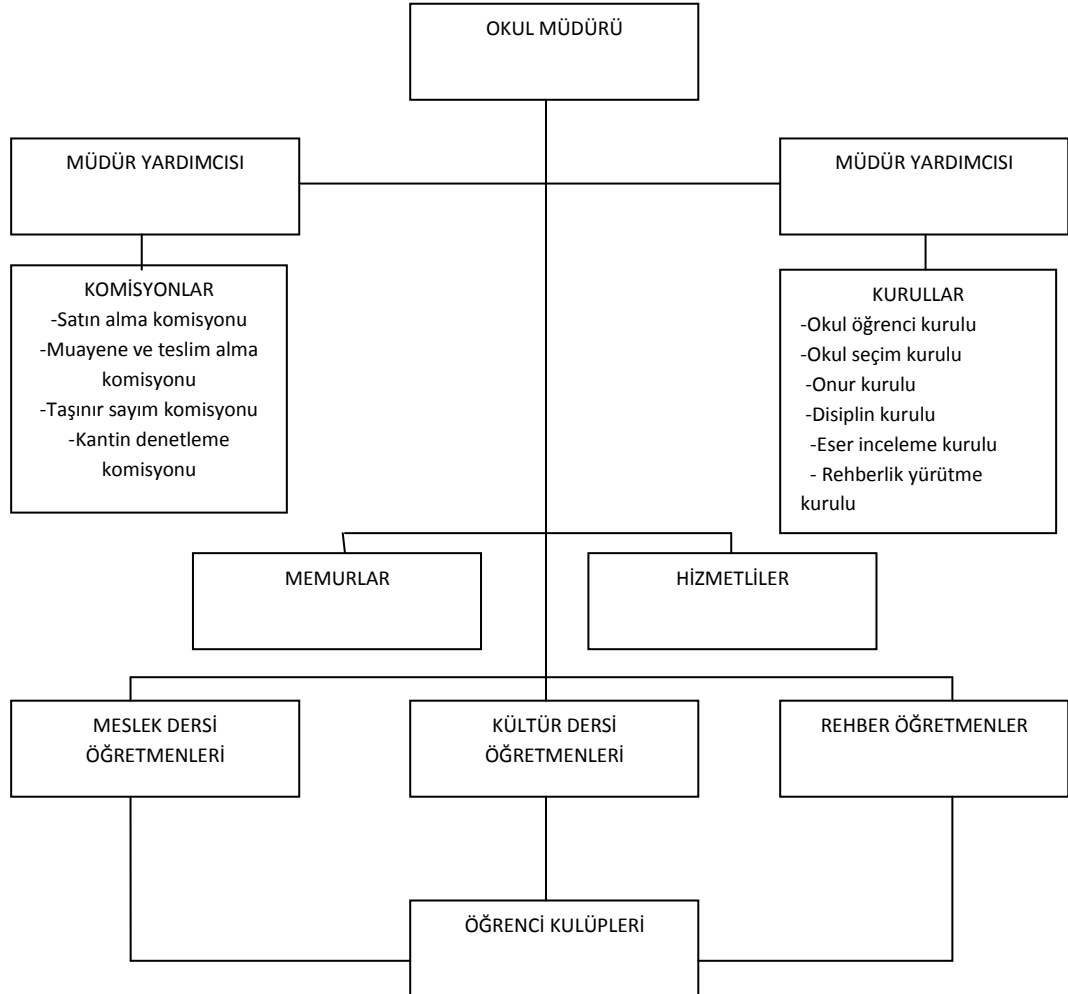 OKUL MÜDÜRÜ
MÜDÜR YARDIMCISI
MÜDÜR YARDIMCISI
KOMİSYONLAR
-Satın alma komisyonu
-Muayene ve teslim alma
komisyonu
-Taşınır sayım komisyonu
-Kantin denetleme
komisyonu
KURULLAR
-Okul öğrenci kurulu
-Okul seçim kurulu
-Onur kurulu
-Disiplin kurulu
-Eser inceleme kurulu
- Rehberlik yürütme
kurulu
MEMURLAR
HİZMETLİLER
MESLEK DERSİ
ÖĞRETMENLERİ
KÜLTÜR DERSİ
ÖĞRETMENLERİ
REHBER ÖĞRETMENLER
ÖĞRENCİ KULÜPLERİ